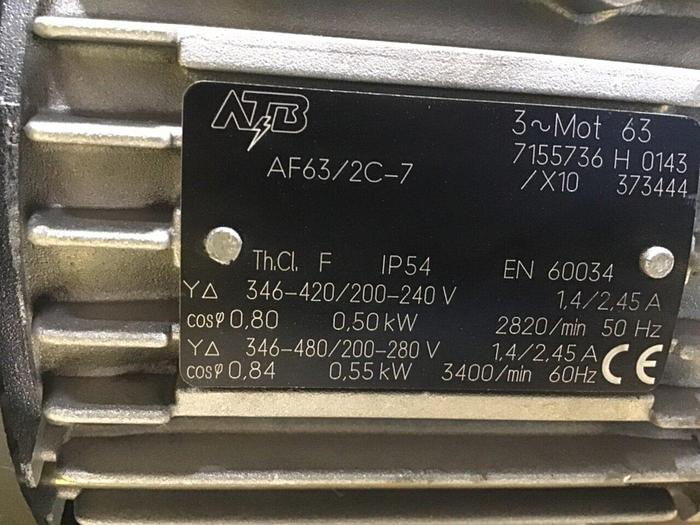 ATB
3~Mot 63
AF63/2C-7
7155736 H 0143
/X10 373444
Th.Cl. F IP54 EN 60034
Y∆ 346-420/200-240 V 1,4/2,45 A
cosφ 0,80 0,50 kW 2820/min 50 Hz
Y∆ 346-480/200-280 V 1,4/2,45 A
cosφ 0,84 0,55 kW 3400/min 60Hz CE